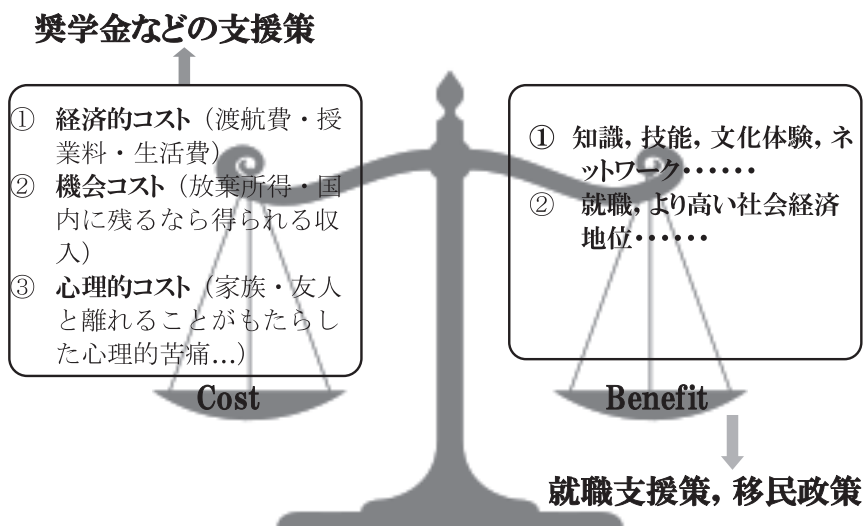 奨学金などの支援策
① 経済的コスト（渡航費・授
業料・生活費）
② 機会コスト（放棄所得・国
内に残るなら得られる収
入）
③ 心理的コスト（家族・友人
と離れることがもたらし
た心理的苦痛…）
Cost
① 知識，技能，文化体験，ネ
ットワーク‥‥‥
② 就職，より高い社会経済
地位‥‥‥
Benefit
就職支援策，移民政策